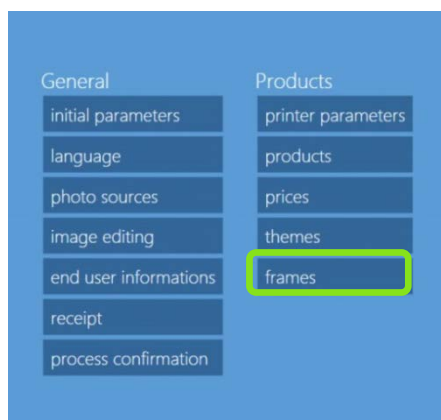 General
initial parameters
language
photo sources
image editing
end user informations
receipt
process confirmation
Products
printer parameters
products
prices
themes
frames